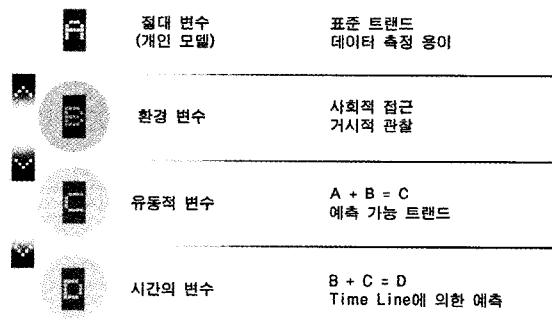 A
절대 변수
(개인 모델)
표준 트랜드
데이터 측정 용이
B
환경 변수
사회적 접근
거시적 관찰
C
유동적 변수
A + B = C
예측 가능 트랜드
D
시간의 변수
B + C = D
Time Line에 의한 예측